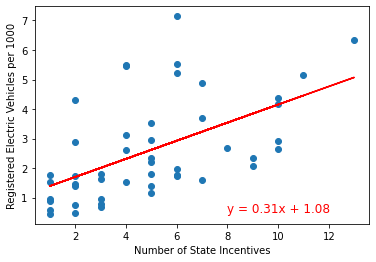 Registered Electric Vehicles per 1000
7
6
5
4
3
2
1
y = 0.31x + 1.08
2 4 6 8 10 12
Number of State Incentives